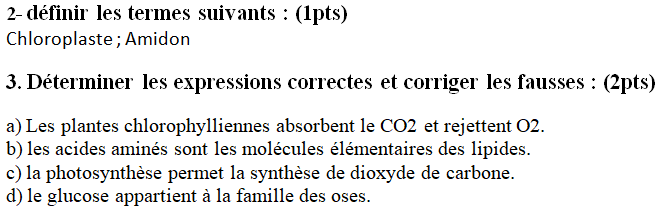 2- définir les termes suivants : (1pts)
Chloroplaste ; Amidon
3. Déterminer les expressions correctes et corriger les fausses : (2pts)
a) Les plantes chlorophylliennes absorbent le CO2 et rejettent O2.
b) les acides aminés sont les molécules élémentaires des lipides.
c) la photosynthèse permet la synthèse de dioxyde de carbone.
d) le glucose appartient à la famille des oses.